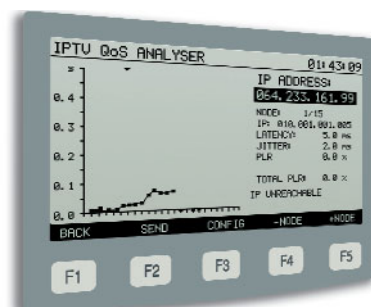 IPTV QoS ANALYSER 01:43:09
s
0.4
0.3
0.2
0.1
0.0
IP ADDRESS:
064.233.161.99
NODE: 1/15
IP: 010.001.001.005
LATENCY: 5.0 ms
JITTER: 2.0 ms
PLR 0.0 %
TOTAL PLR: 0.0 %
IP UNREACHABLE
BACK SEND CONFIG -NODE +NODE
F1 F2 F3 F4 F5